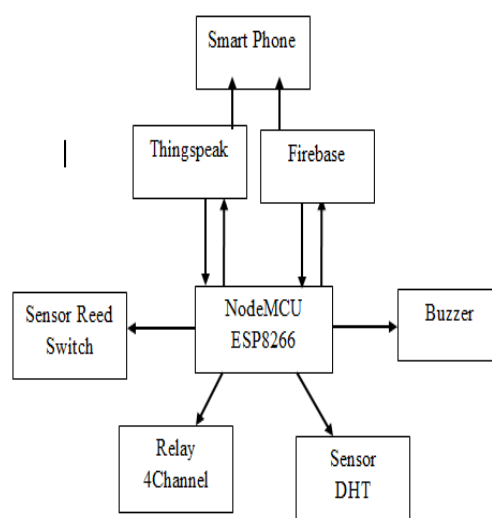 Smart Phone
Thingspeak
Firebase
NodeMCU
ESP8266
Sensor Reed
Switch
Buzzer
Relay
4Channel
Sensor
DHT